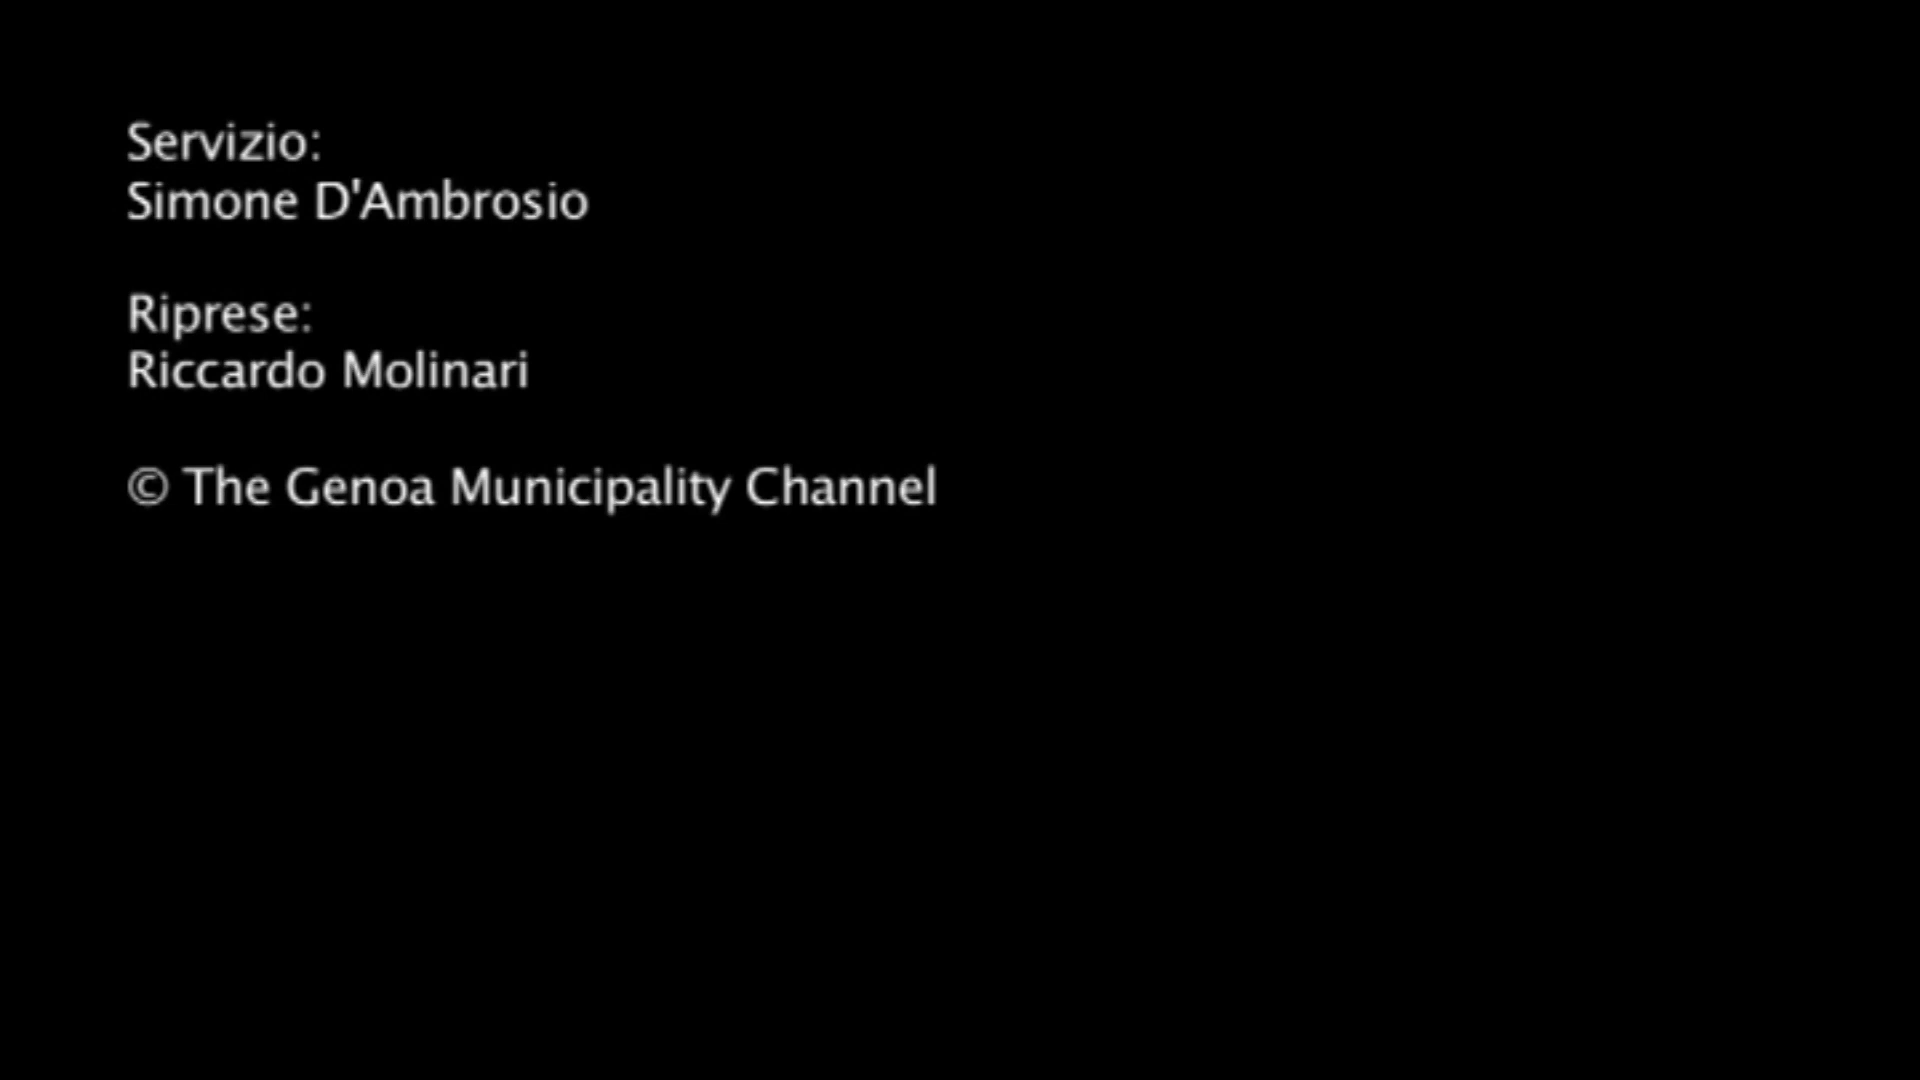 Servizio:
Simone D'Ambrosio
Riprese:
Riccardo Molinari
© The Genoa Municipality Channel